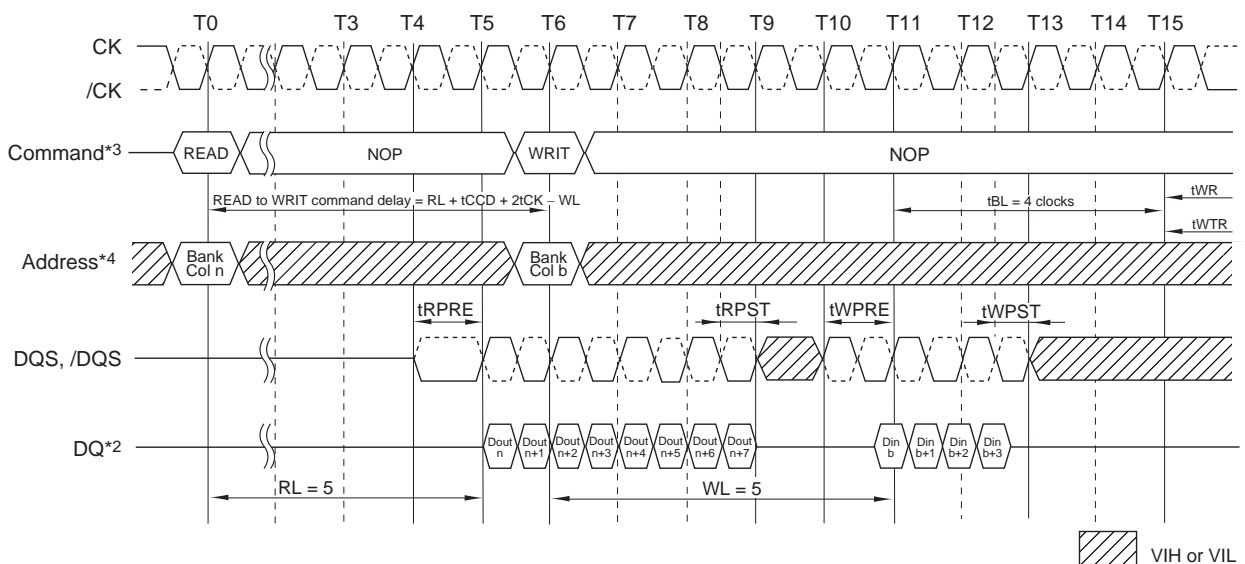 T0 T3 T4 T5 T6 T7 T8 T9 T10 T11 T12 T13 T14 T15
CK
/CK
Command*3 READ NOP WRIT NOP
READ to WRIT command delay = RL + tCCD + 2tCK – WL
tBL = 4 clocks
tWR
tWTR
Address*4 Bank Col n Bank Col b
tRPRE tRPST tWPRE tWPST
DQS, /DQS
DQ*2 Dout n Dout n+1 Dout n+2 Dout n+3 Dout n+4 Dout n+5 Dout n+6 Dout n+7 Din b Din b+1 Din b+2 Din b+3
RL = 5 WL = 5
VIH or VIL